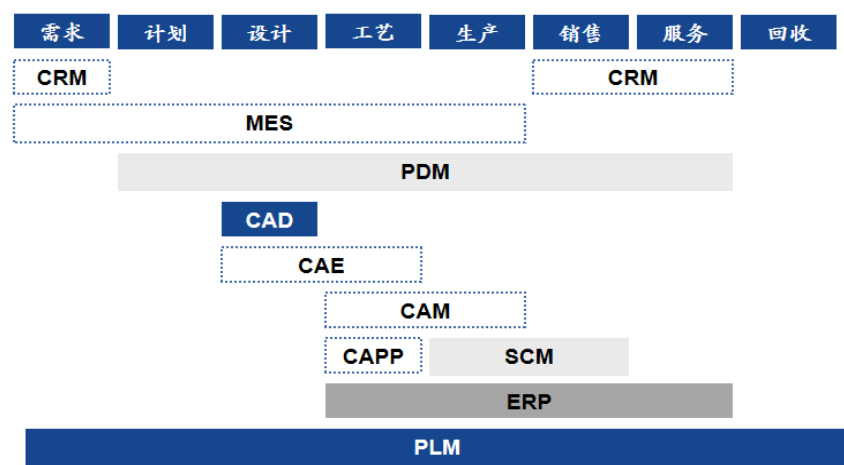 需求 计划 设计 工艺 生产 销售 服务 回收
CRM CRM
MES
PDM
CAD
CAE
CAM
CAPP SCM
ERP
PLM